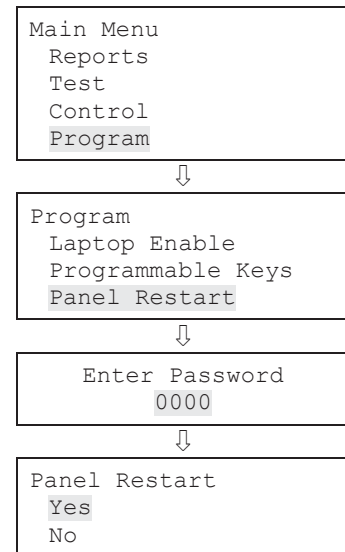 Main Menu
Reports
Test
Control
Program
⇩
Program
Laptop Enable
Programmable Keys
Panel Restart
⇩
Enter Password
0000
⇩
Panel Restart
Yes
No